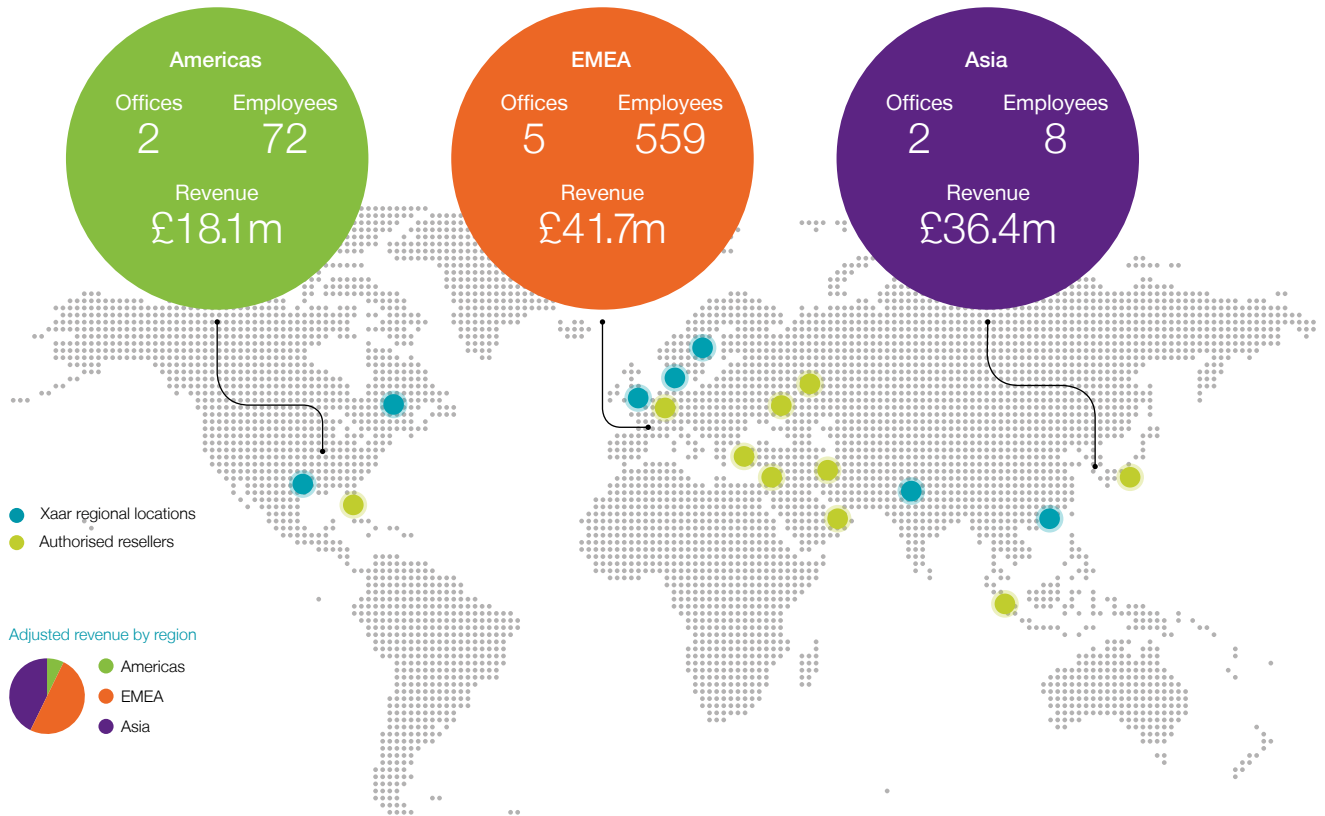 Americas
Offices Employees
2 72
Revenue
£18.1m
EMEA
Offices Employees
5 559
Revenue
£41.7m
Asia
Offices Employees
2 8
Revenue
£36.4m
Xaar regional locations
Authorised resellers
Adjusted revenue by region
Americas
EMEA
Asia